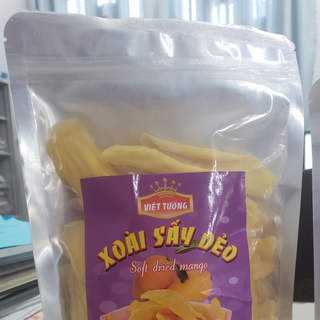 VIỆT TƯỜNG
XOÀI SẤY DẺO
Soft dried mango